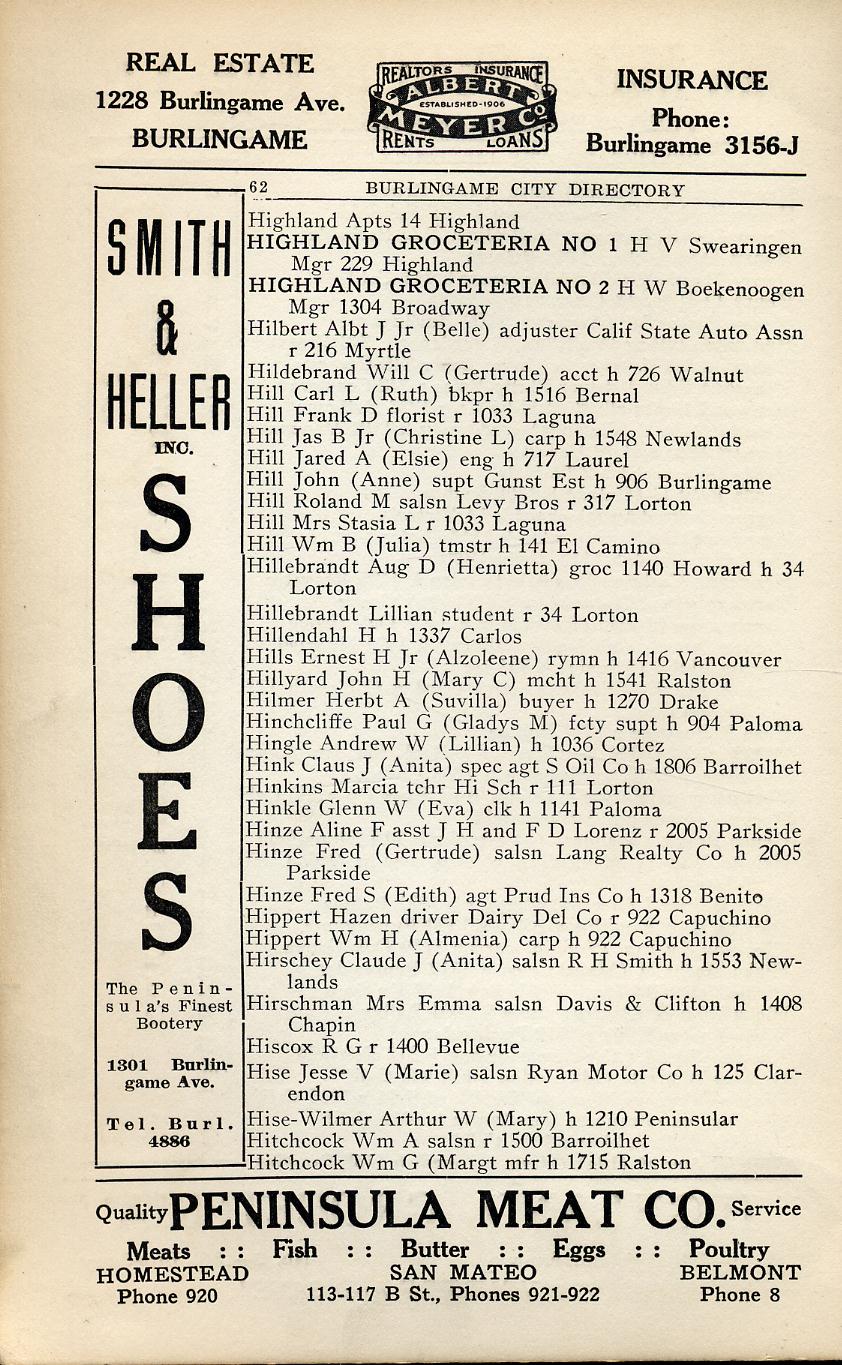 REAL ESTATE
1228 Burlingame Ave.
BURLINGAME
REALTORS INSURANCE
ALBERT
ESTABLISHED-1906
MEYER Co
RENTS LOANS
INSURANCE
Phone:
Burlingame 3156-J
62 BURLINGAME CITY DIRECTORY
SMITH
&
HELLER
INC.
SHOES
The Penin-
sula's Finest
Bootery
1301 Burlin-
game Ave.
Tel. Burl.
4886
Highland Apts 14 Highland
HIGHLAND GROCETERIA NO 1 H V Swearingen
Mgr 229 Highland
HIGHLAND GROCETERIA NO 2 H W Boekenoogen
Mgr 1304 Broadway
Hilbert Albt J Jr (Belle) adjuster Calif State Auto Assn
r 216 Myrtle
Hildebrand Will C (Gertrude) acct h 726 Walnut
Hill Carl L (Ruth) bkpr h 1516 Bernal
Hill Frank D florist r 1033 Laguna
Hill Jas B Jr (Christine L) carp h 1548 Newlands
Hill Jared A (Elsie) eng h 717 Laurel
Hill John (Anne) supt Gunst Est h 906 Burlingame
Hill Roland M salsn Levy Bros r 317 Lorton
Hill Mrs Stasia L r 1033 Laguna
Hill Wm B (Julia) tmstr h 141 El Camino
Hillebrandt Aug D (Henrietta) groc 1140 Howard h 34
Lorton
Hillebrandt Lillian student r 34 Lorton
Hillendahl H h 1337 Carlos
Hills Ernest H Jr (Alzoleene) rymn h 1416 Vancouver
Hillyard John H (Mary C) mcht h 1541 Ralston
Hilmer Herbt A (Suvilla) buyer h 1270 Drake
Hinchcliffe Paul G (Gladys M) fcty supt h 904 Paloma
Hingle Andrew W (Lillian) h 1036 Cortez
Hink Claus J (Anita) spec agt S Oil Co h 1806 Barroilhet
Hinkins Marcia tchr Hi Sch r 111 Lorton
Hinkle Glenn W (Eva) clk h 1141 Paloma
Hinze Aline F asst J H and F D Lorenz r 2005 Parkside
Hinze Fred (Gertrude) salsn Lang Realty Co h 2005
Parkside
Hinze Fred S (Edith) agt Prud Ins Co h 1318 Benito
Hippert Hazen driver Dairy Del Co r 922 Capuchino
Hippert Wm H (Almenia) carp h 922 Capuchino
Hirschey Claude J (Anita) salsn R H Smith h 1553 New-
lands
Hirschman Mrs Emma salsn Davis & Clifton h 1408
Chapin
Hiscox R G r 1400 Bellevue
Hise Jesse V (Marie) salsn Ryan Motor Co h 125 Clar-
endon
Hise-Wilmer Arthur W (Mary) h 1210 Peninsular
Hitchcock Wm A salsn r 1500 Barroilhet
Hitchcock Wm G (Margt mfr h 1715 Ralston
Quality PENINSULA MEAT CO. Service
Meats : : Fish : : Butter : : Eggs : : Poultry
HOMESTEAD SAN MATEO BELMONT
Phone 920 113-117 B St., Phones 921-922 Phone 8